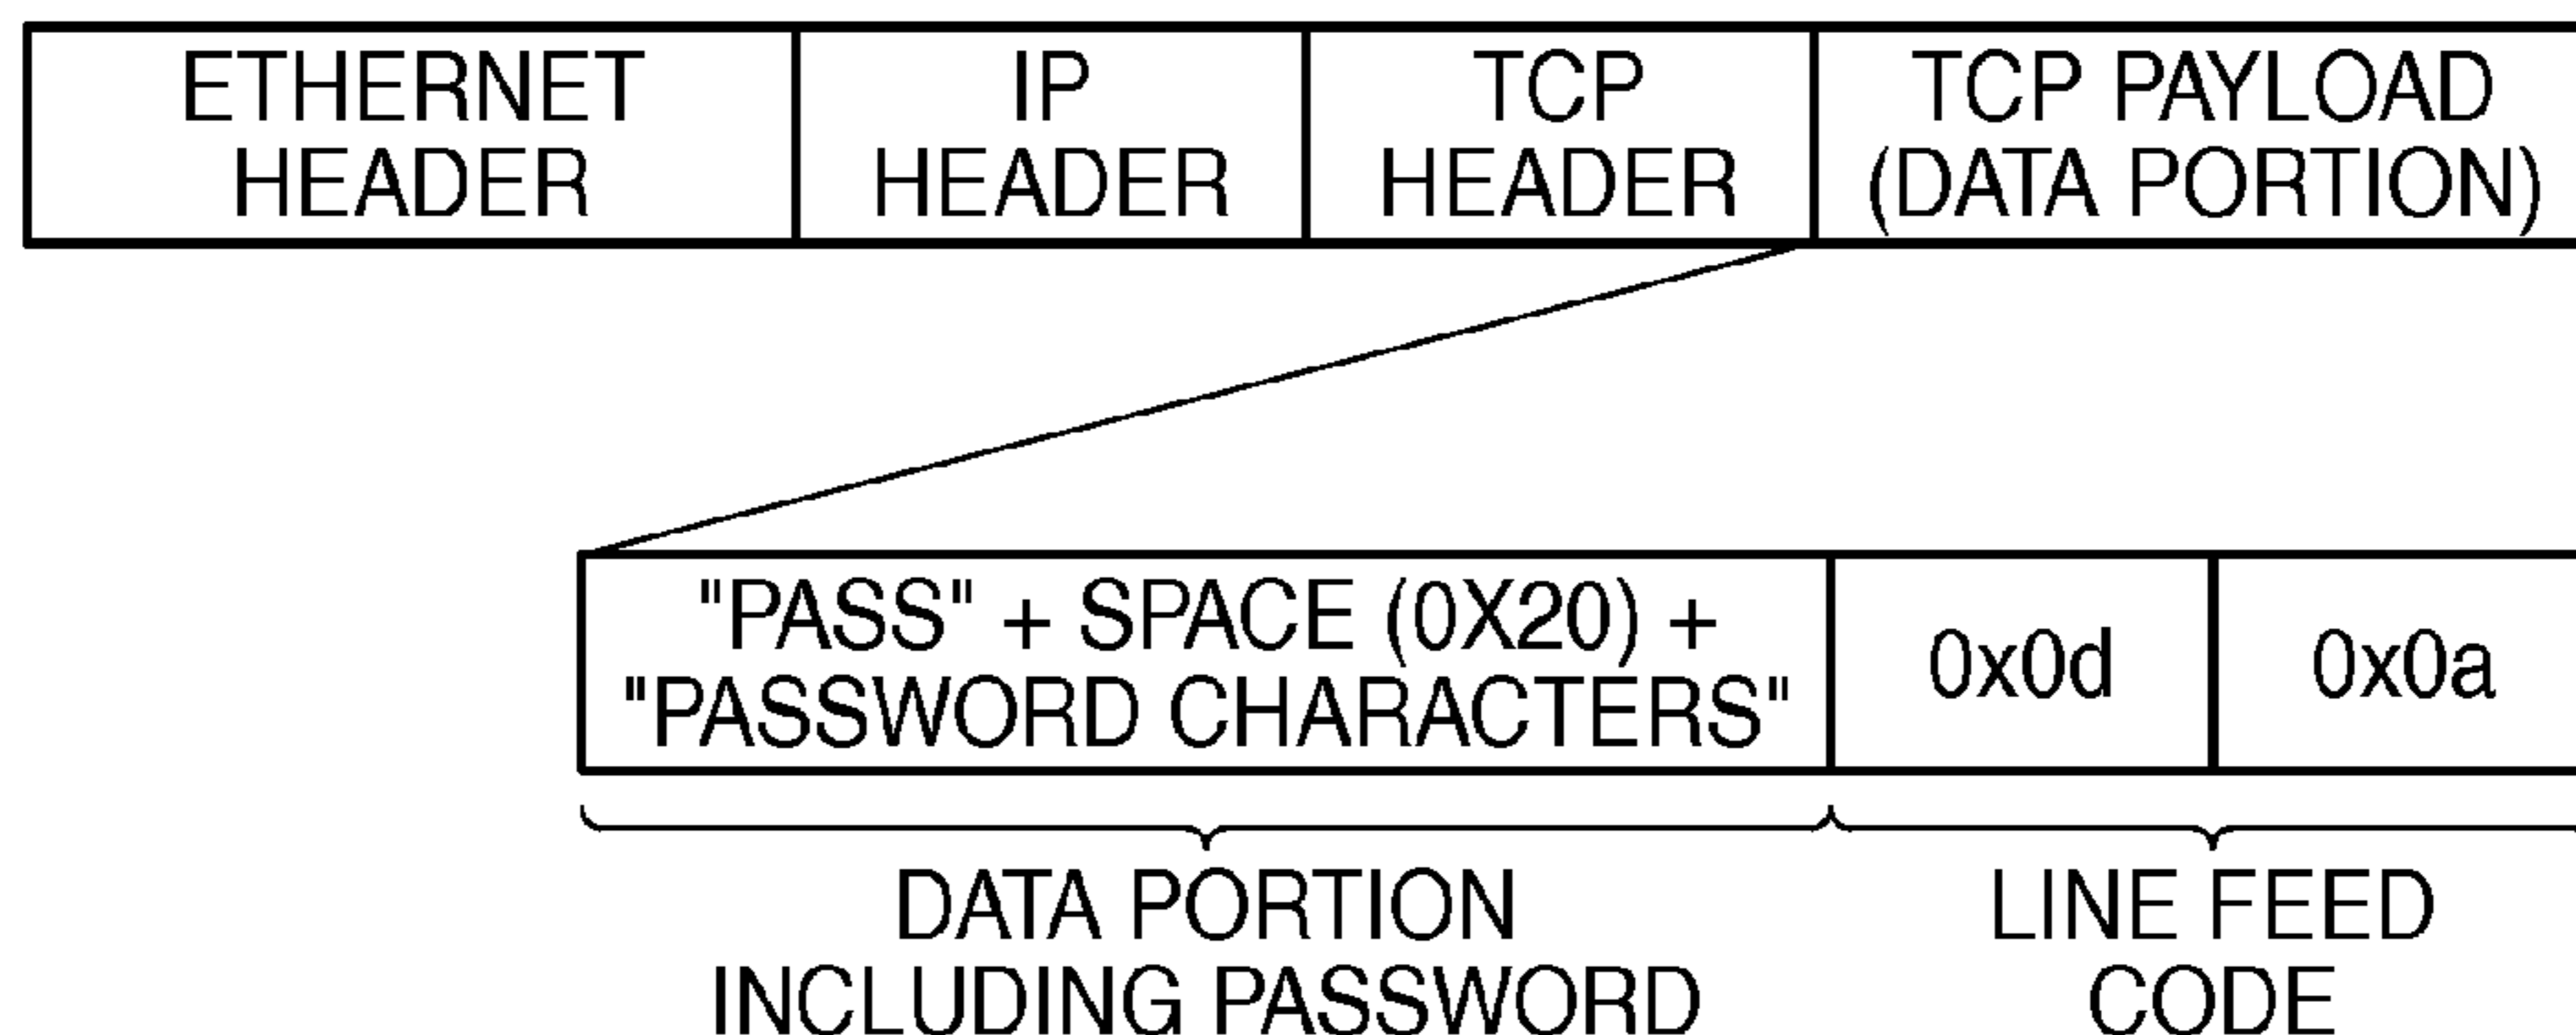 ETHERNET
HEADER
IP
HEADER
TCP
HEADER
TCP PAYLOAD
(DATA PORTION)
"PASS" + SPACE (0X20) +
"PASSWORD CHARACTERS"
0x0d
0x0a
DATA PORTION
INCLUDING PASSWORD
LINE FEED
CODE